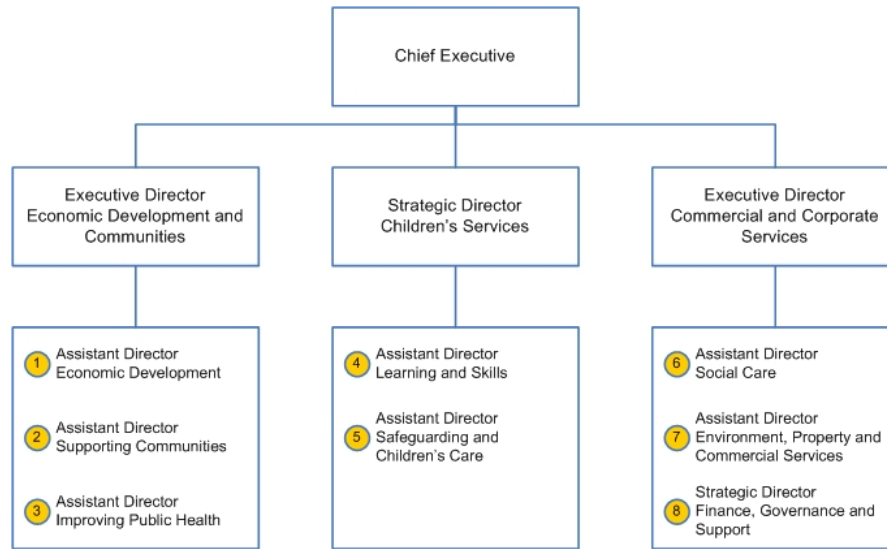 Chief Executive
Executive Director
Economic Development and
Communities
Strategic Director
Children's Services
Executive Director
Commercial and Corporate
Services
1
Assistant Director
Economic Development
2
Assistant Director
Supporting Communities
3
Assistant Director
Improving Public Health
4
Assistant Director
Learning and Skills
5
Assistant Director
Safeguarding and
Children's Care
6
Assistant Director
Social Care
7
Assistant Director
Environment, Property and
Commercial Services
8
Strategic Director
Finance, Governance and
Support